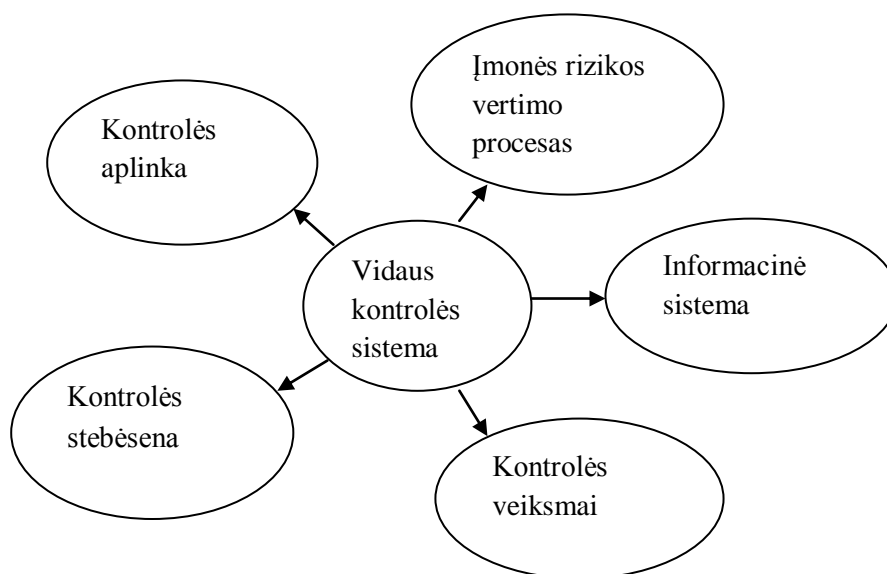 Įmonės rizikos
vertimo
procesas
Kontrolės
aplinka
Informacinė
sistema
Vidaus
kontrolės
sistema
Kontrolės
stebėsena
Kontrolės
veiksmai